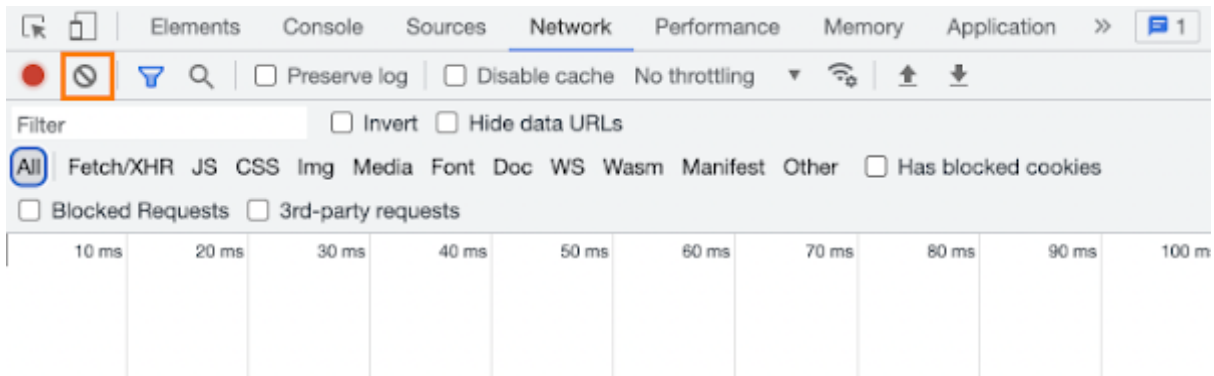 Elements Console Sources Network Performance Memory Application » 1
Preserve log Disable cache No throttling
Filter Invert Hide data URLs
All Fetch/XHR JS CSS Img Media Font Doc WS Wasm Manifest Other Has blocked cookies
Blocked Requests 3rd-party requests
10 ms 20 ms 30 ms 40 ms 50 ms 60 ms 70 ms 80 ms 90 ms 100 m